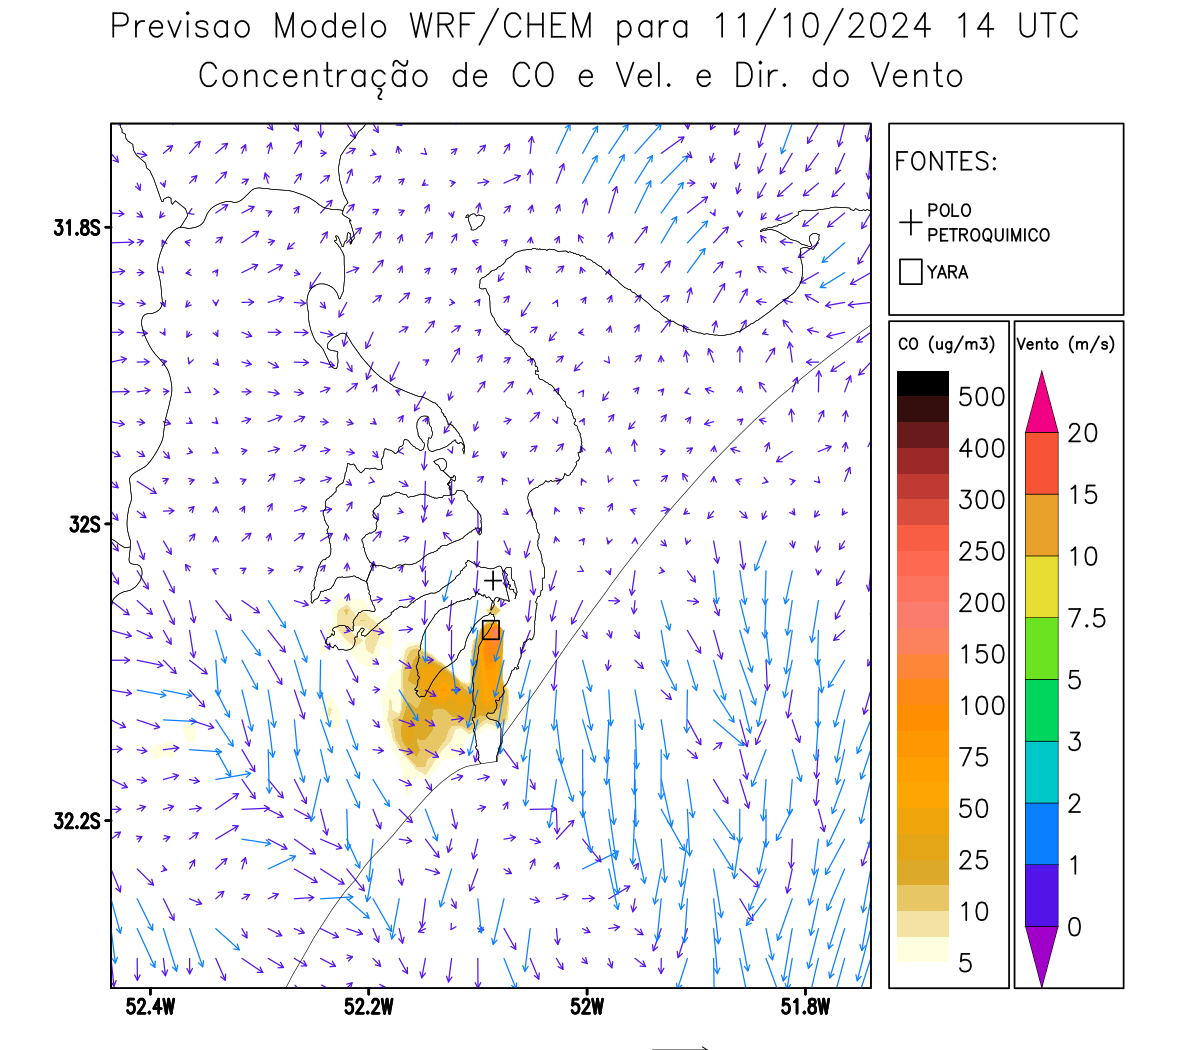 Previsao Modelo WRF/CHEM para 11/10/2024 14 UTC
Concentração de CO e Vel. e Dir. do Vento
FONTES:
POLO
PETROQUIMICO
YARA
CO (ug/m3)
500
400
300
250
200
150
100
75
50
25
10
5
Vento (m/s)
20
15
10
7.5
5
3
2
1
0
31.8S
32S
32.2S
52.4W
52.2W
52W
51.8W